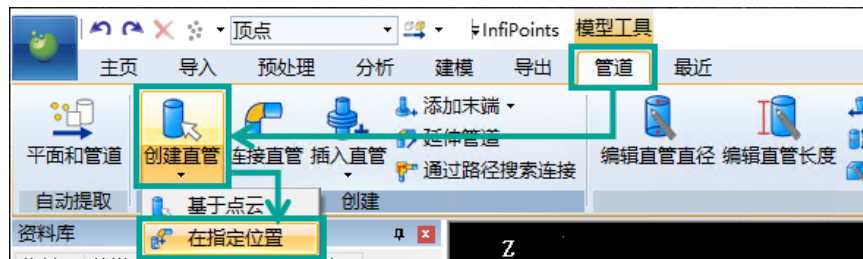 顶点 InfiPoints 模型工具
主页 导入 预处理 分析 建模 导出 管道 最近
添加末端
延伸管道
平面和管道 创建直管 连接直管 插入直管 通过路径搜索连接 编辑直管直径 编辑直管长度
自动提取 创建
基于点云
资料库 在指定位置
Z